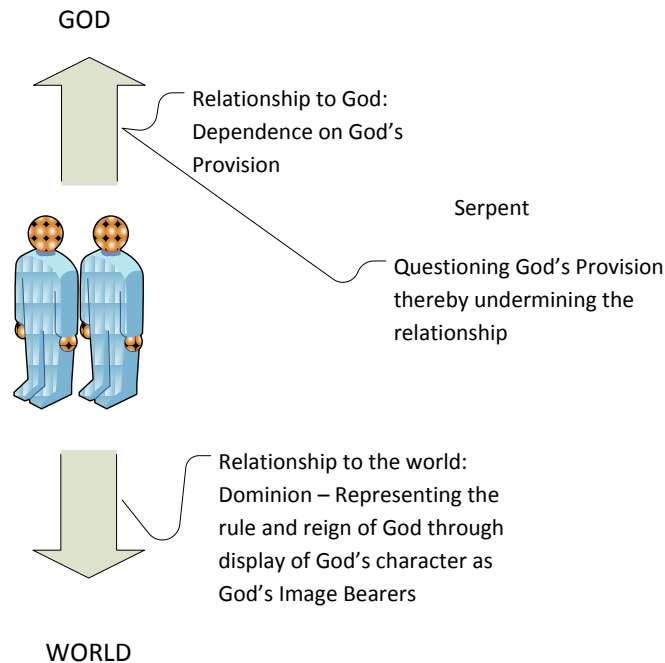 GOD
Relationship to God:
Dependence on God’s
Provision
Serpent
Questioning God’s Provision
thereby undermining the
relationship
Relationship to the world:
Dominion – Representing the
rule and reign of God through
display of God’s character as
God’s Image Bearers
WORLD